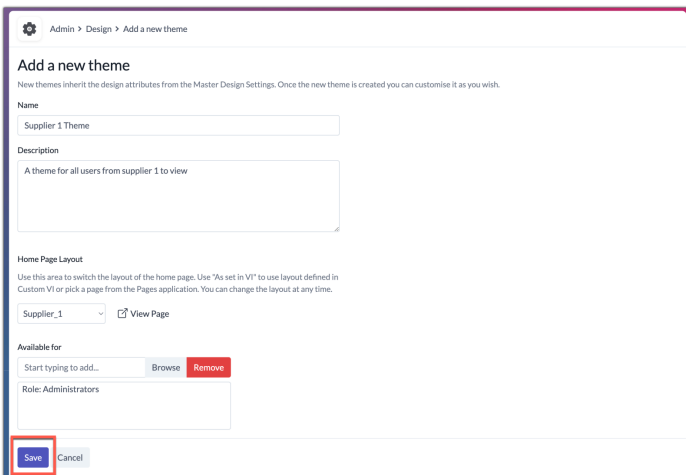 Admin > Design > Add a new theme
Add a new theme
New themes inherit the design attributes from the Master Design Settings. Once the new theme is created you can customise it as you wish.
Name
Supplier 1 Theme
Description
A theme for all users from supplier 1 to view
Home Page Layout
Use this area to switch the layout of the home page. Use "As set in VI" to use layout defined in
Custom VI or pick a page from the Pages application. You can change the layout at any time.
Supplier_1 View Page
Available for
Start typing to add... Browse Remove
Role: Administrators
Save Cancel